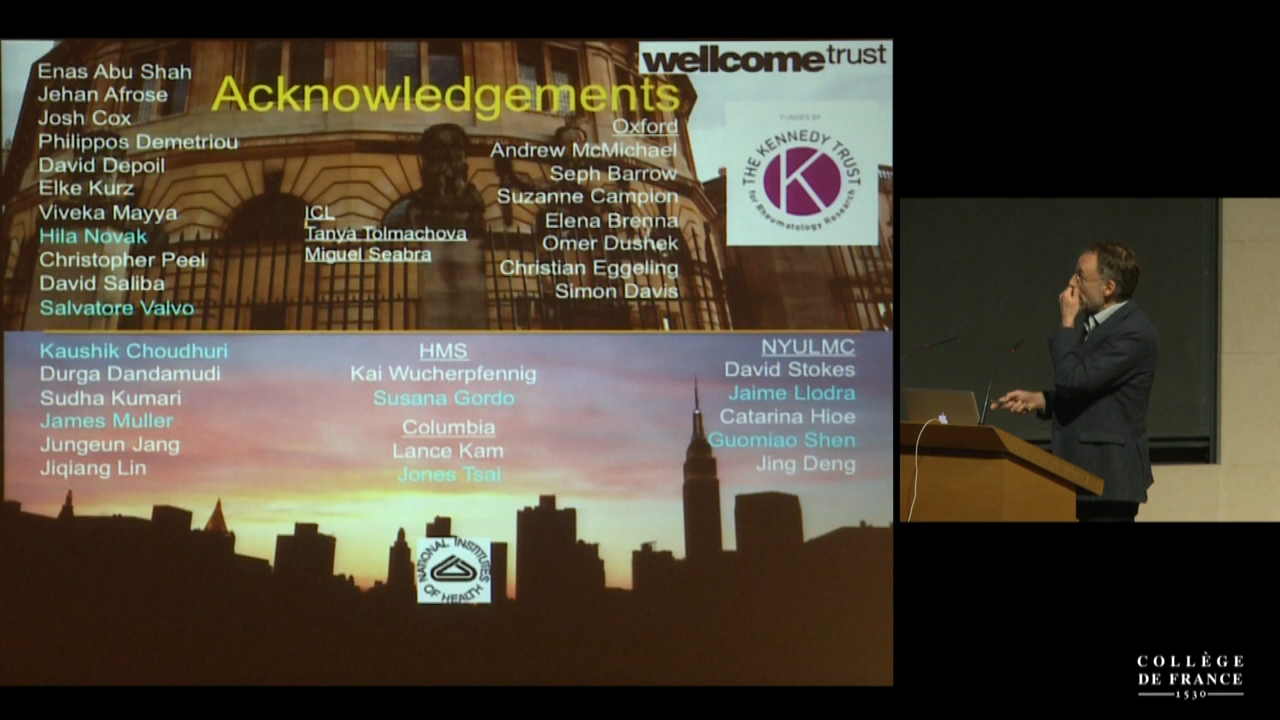 wellcome trust
Acknowledgements
Enas Abu Shah
Jehan Afrose
Josh Cox
Philippos Demetriou
David Depoil
Elke Kurz
Viveka Mayya
Hila Novak
Christopher Peel
David Saliba
Salvatore Valvo
ICL
Tanya Tolmachova
Miguel Seabra
Oxford
Andrew McMichael
Seph Barrow
Suzanne Campion
Elena Brenna
Omer Dushek
Christian Eggeling
Simon Davis
FUNDED BY
THE KENNEDY TRUST
for Rheumatology Research
K
Kaushik Choudhuri
Durga Dandamudi
Sudha Kumari
James Muller
Jungeun Jang
Jiqiang Lin
HMS
Kai Wucherpfennig
Susana Gordo
Columbia
Lance Kam
Jones Tsai
NYULMC
David Stokes
Jaime Llodra
Catarina Hioe
Guomiao Shen
Jing Deng
NATIONAL INSTITUTES
OF HEALTH
COLLÈGE
DE FRANCE
1530